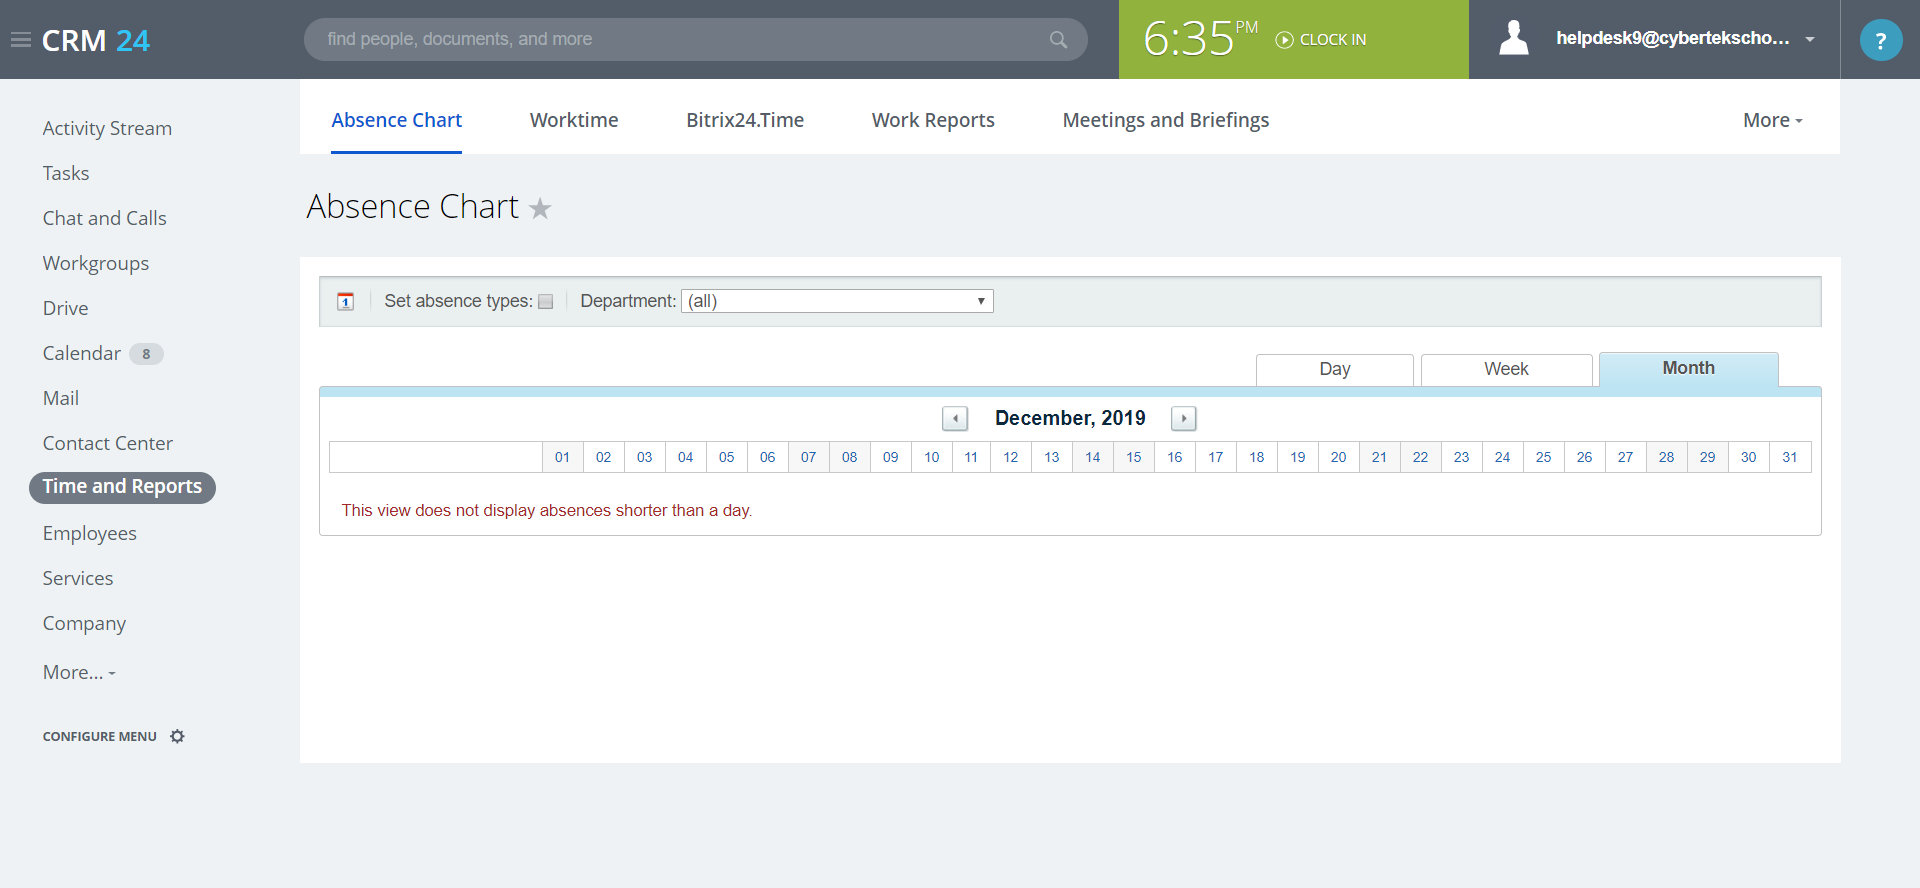 CRM 24
find people, documents, and more
6:35 PM CLOCK IN
helpdesk9@cybertekscho...
?
Activity Stream
Tasks
Chat and Calls
Workgroups
Drive
Calendar 8
Mail
Contact Center
Time and Reports
Employees
Services
Company
More...
CONFIGURE MENU
Absence Chart Worktime Bitrix24.Time Work Reports Meetings and Briefings More
Absence Chart
1 Set absence types: Department: (all)
Day Week Month
December, 2019
01 02 03 04 05 06 07 08 09 10 11 12 13 14 15 16 17 18 19 20 21 22 23 24 25 26 27 28 29 30 31
This view does not display absences shorter than a day.